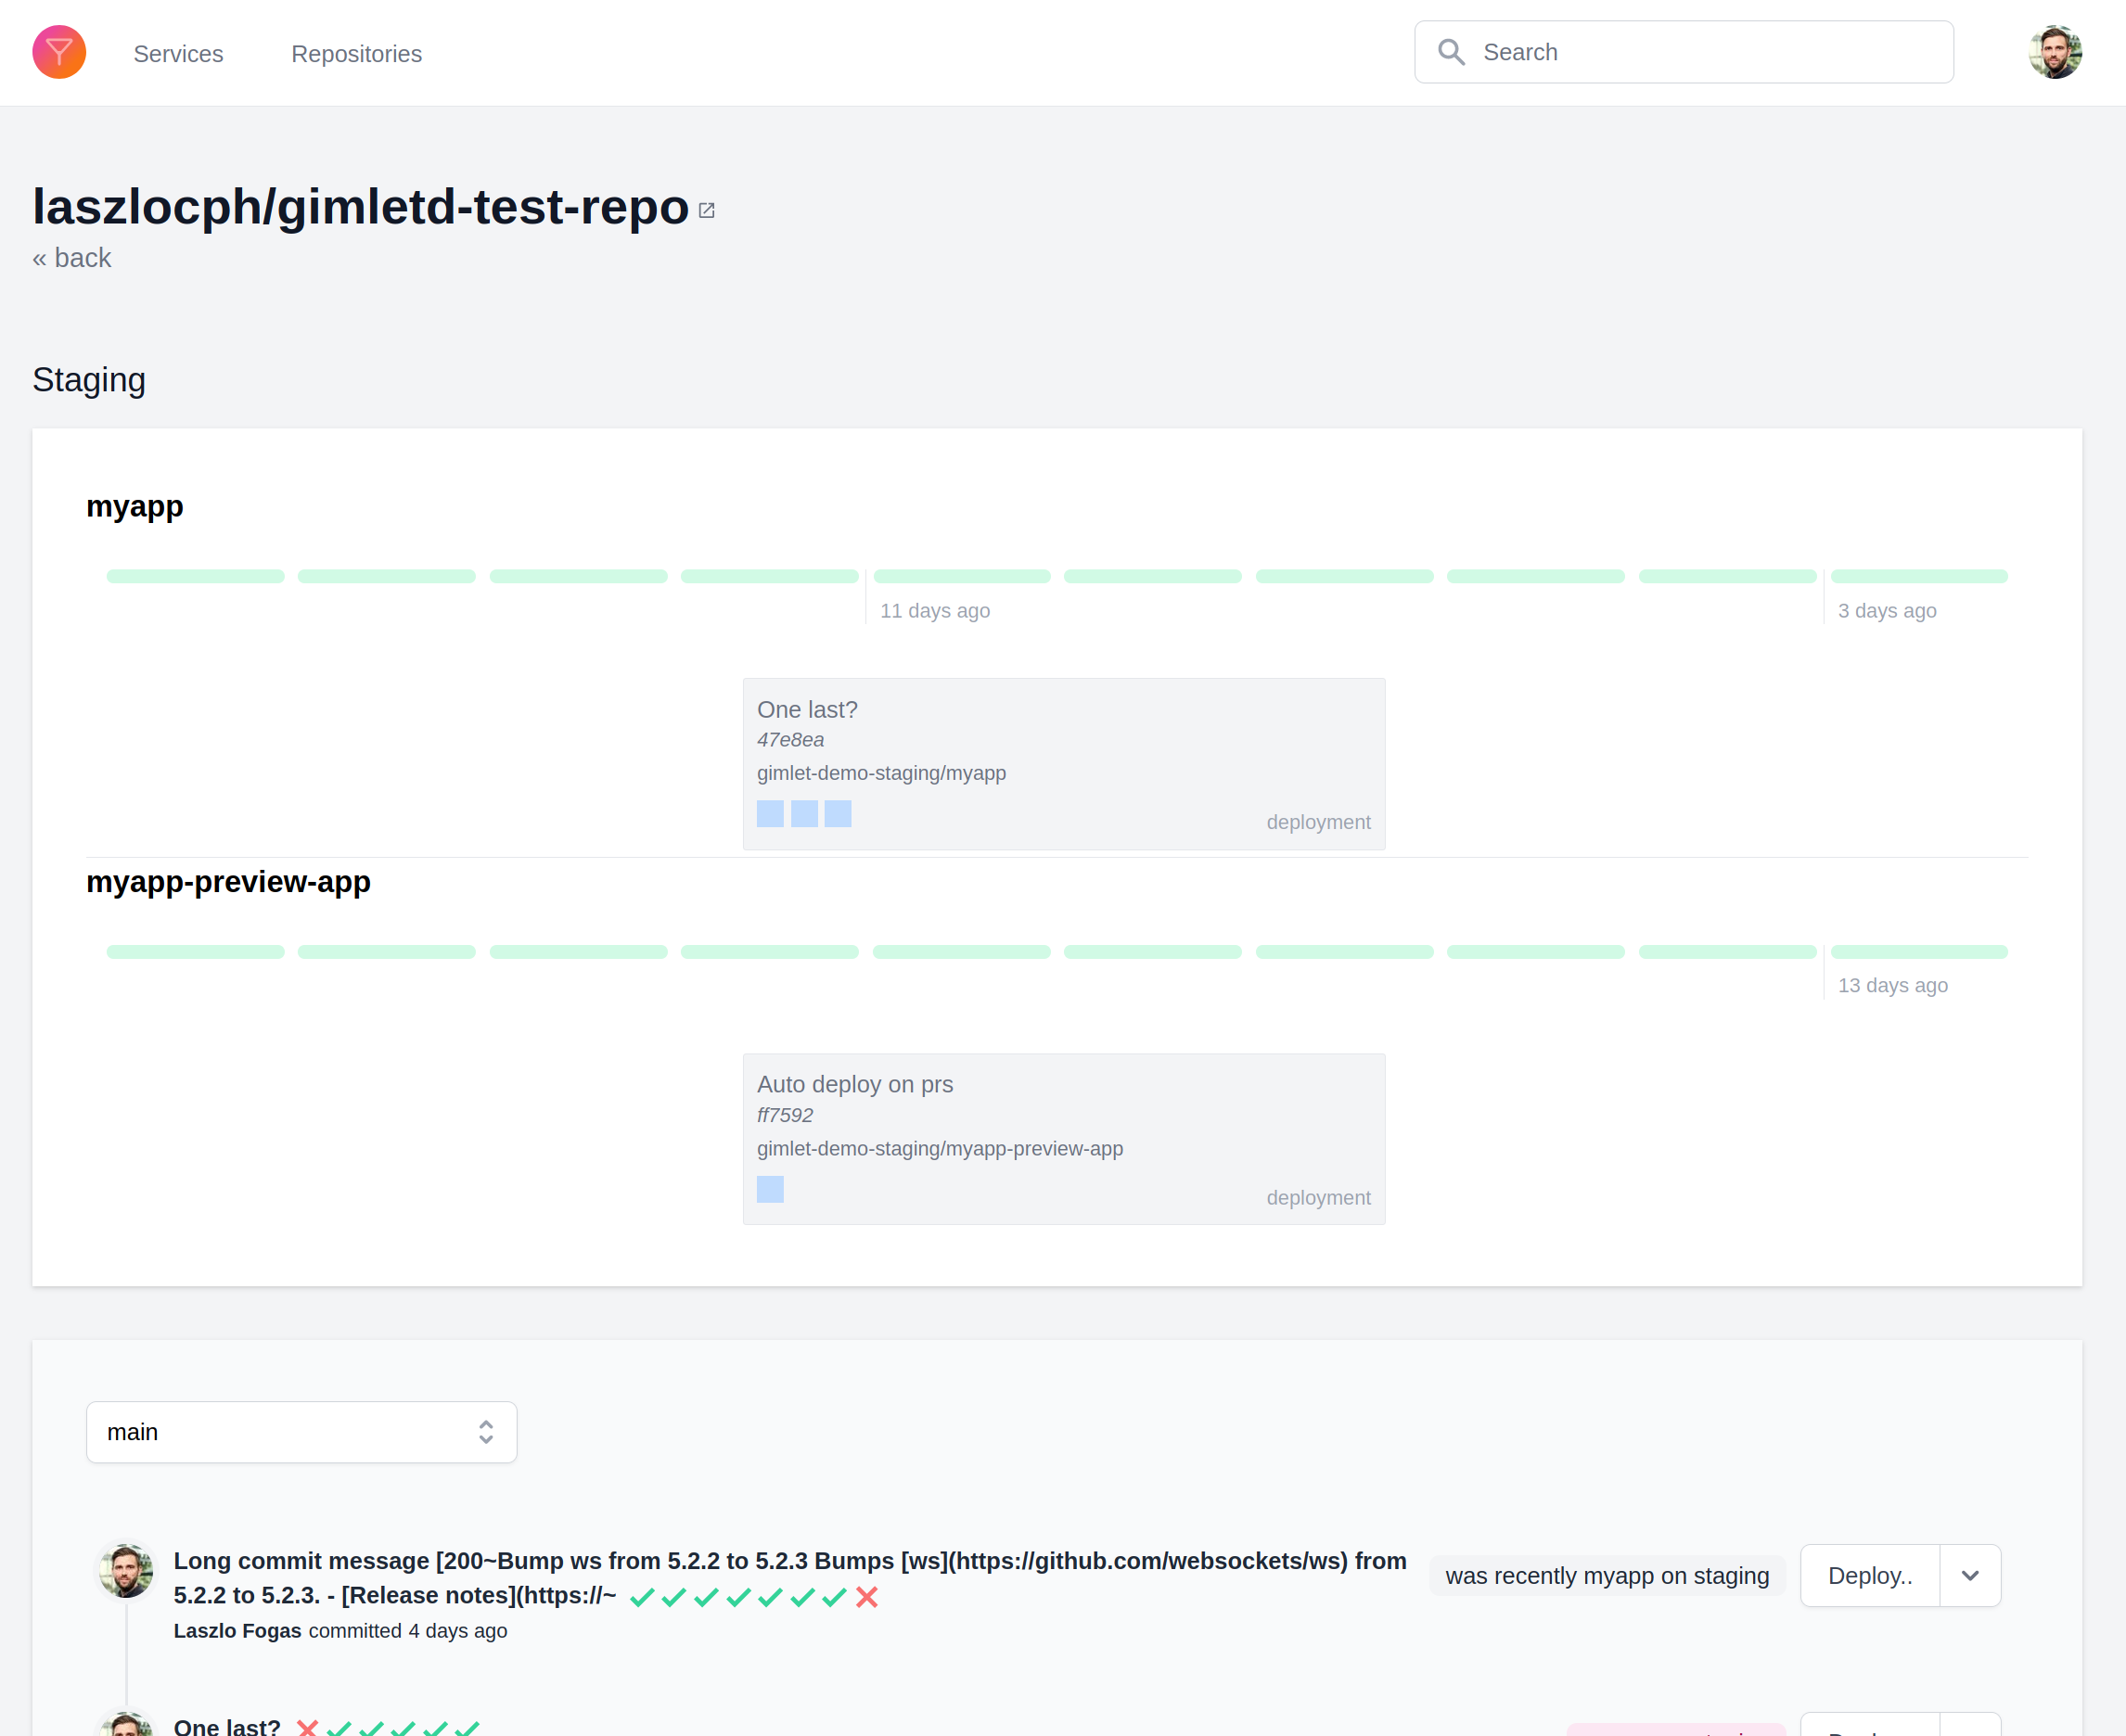 Services
Repositories
Search
laszlocph/gimletd-test-repo
« back
Staging
myapp
11 days ago
3 days ago
One last?
47e8ea
gimlet-demo-staging/myapp
deployment
myapp-preview-app
13 days ago
Auto deploy on prs
ff7592
gimlet-demo-staging/myapp-preview-app
deployment
main
Long commit message [200~Bump ws from 5.2.2 to 5.2.3 Bumps [ws](https://github.com/websockets/ws) from
5.2.2 to 5.2.3. - [Release notes](https://~
Laszlo Fogas committed 4 days ago
was recently myapp on staging
Deploy..
One last?